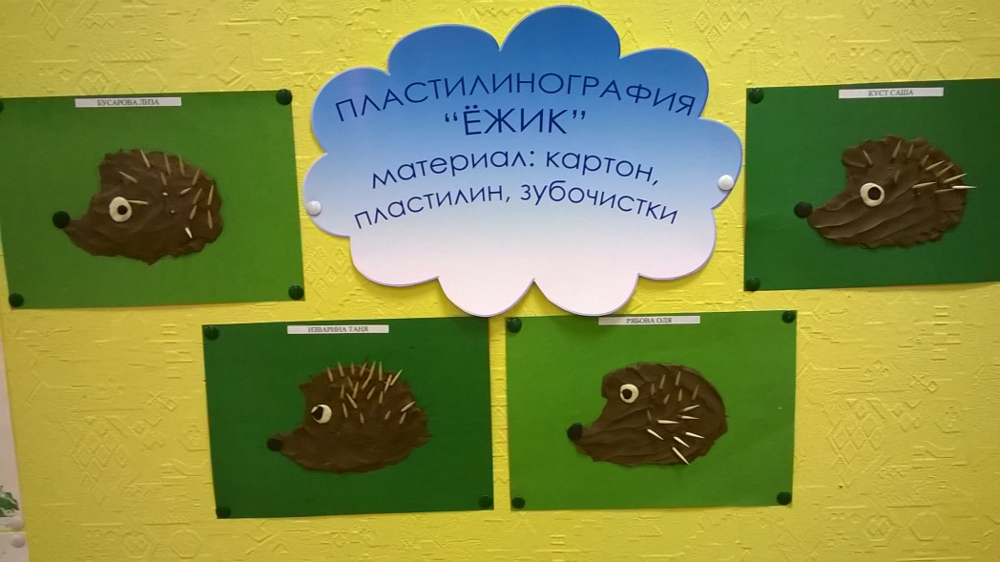 ПЛАСТИЛИНОГРАФИЯ
“ЁЖИК”
материал: картон,
пластилин, зубочистки
БУСАРОВА ЛИЗА
КУСТ САША
ИЗВАРИНА ТАНЯ
РЯБОВА ОЛЯ